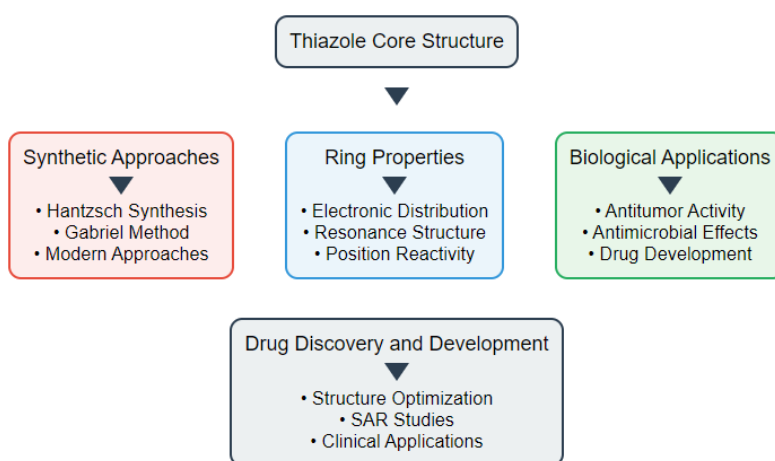 Thiazole Core Structure
Synthetic Approaches
• Hantzsch Synthesis
• Gabriel Method
• Modern Approaches
Ring Properties
• Electronic Distribution
• Resonance Structure
• Position Reactivity
Biological Applications
• Antitumor Activity
• Antimicrobial Effects
• Drug Development
Drug Discovery and Development
• Structure Optimization
• SAR Studies
• Clinical Applications